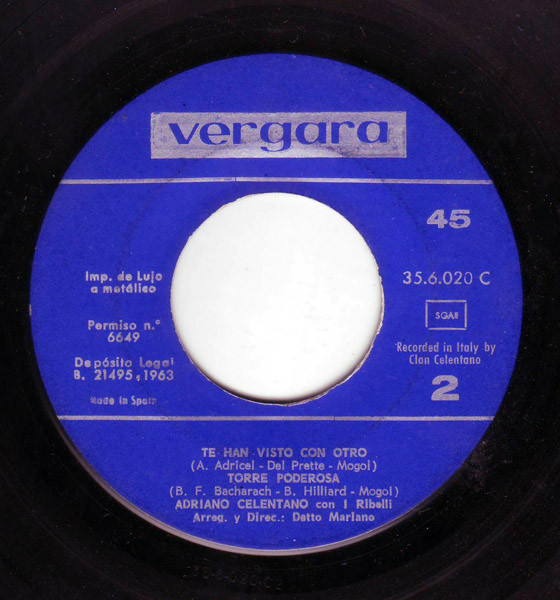 vergara
45
Imp. de Lujo
a metálico
Permiso n.º
6649
Depósito Legal
B. 21495, 1963
Made in Spain
35.6.020 C
SGAE
Recorded in Italy by
Clan Celentano
2
TE HAN VISTO CON OTRO
(A. Adricel - Del Prette - Mogol)
TORRE PODEROSA
(B. F. Bacharach - B. Hilliard - Mogol)
ADRIANO CELENTANO con I Ribelli
Arreg. y Direc.: Detto Mariano